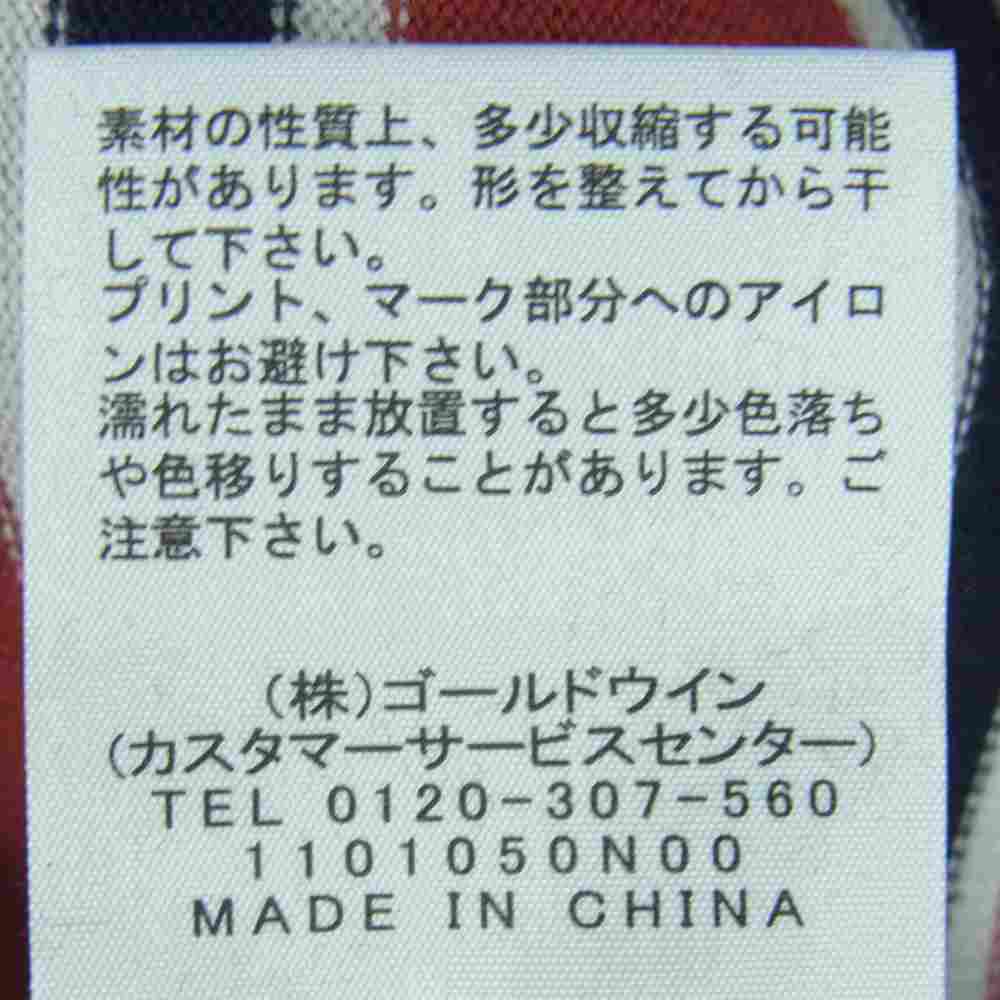 素材の性質上、多少収縮する可能
性があります。形を整えてから干
して下さい。
プリント、マーク部分へのアイロ
ンはお避け下さい。
濡れたまま放置すると多少色落ち
や色移りすることがあります。ご
注意下さい。
(株)ゴールドウイン
(カスタマーサービスセンター)
TEL 0120-307-560
1101050N00
MADE IN CHINA